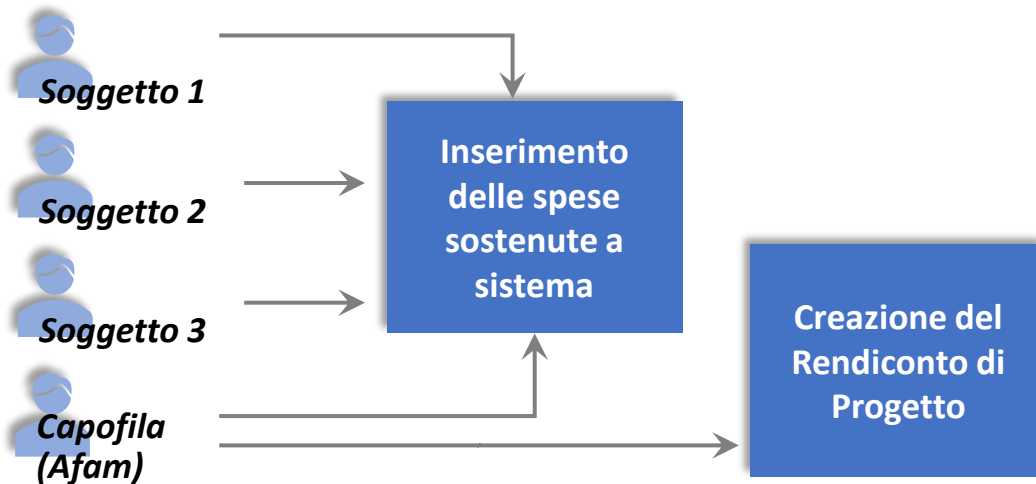 Soggetto 1
Soggetto 2
Soggetto 3
Capofila
(Afam)
Inserimento
delle spese
sostenute a
sistema
Creazione del
Rendiconto di
Progetto